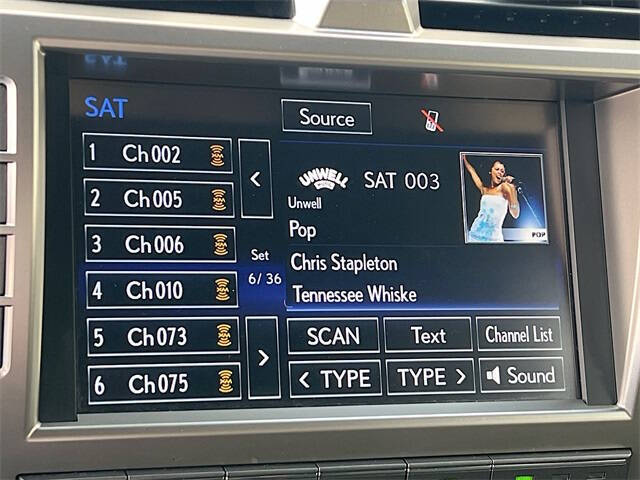 SAT
Source
1 Ch002
2 Ch005
3 Ch006
4 Ch010
5 Ch073
6 Ch075
<
Set
6/ 36
>
UNWELL SAT 003
Unwell
Pop
Chris Stapleton
Tennessee Whiske
POP
SCAN Text Channel List
< TYPE TYPE > Sound